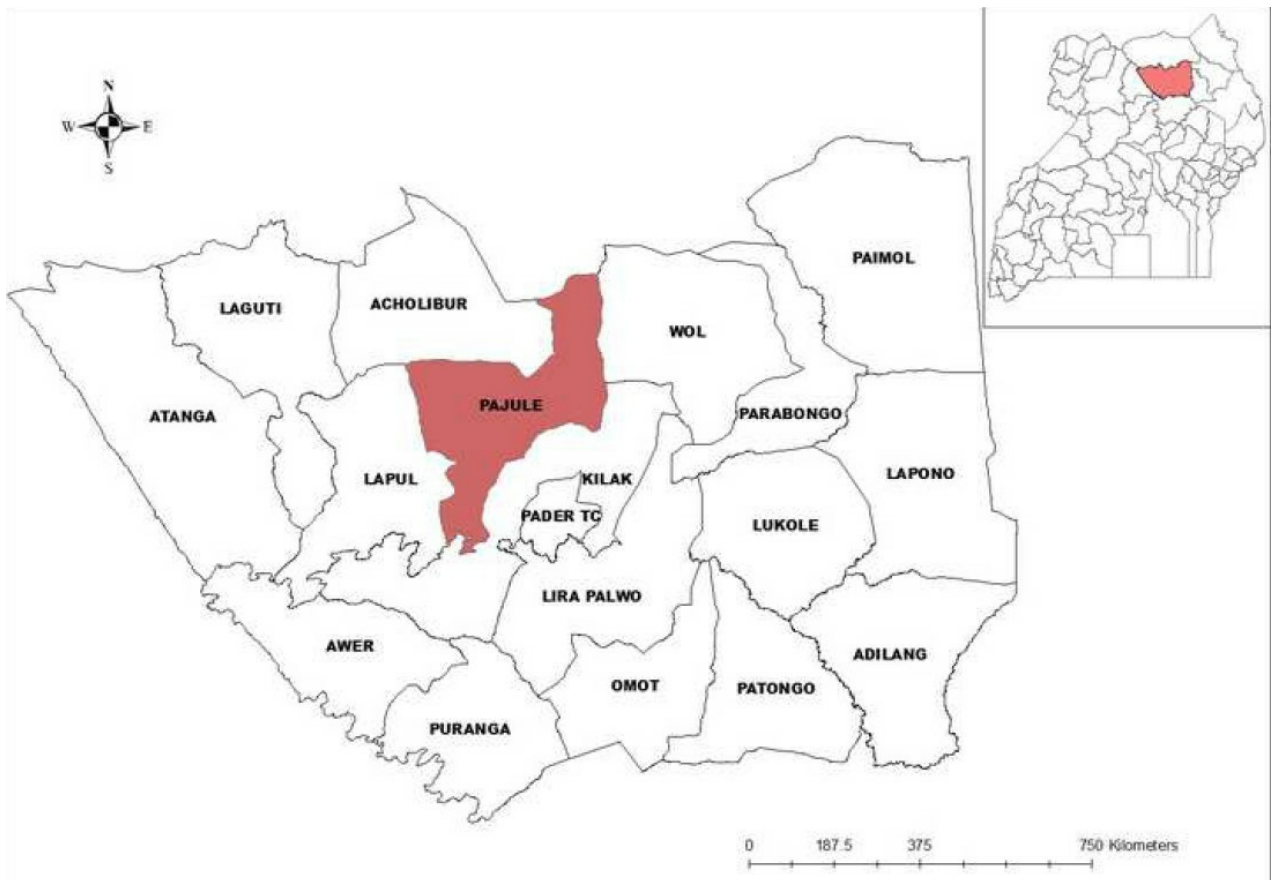 N
W E
S
PAIMOL
LAGUTI
ACHOLIBUR
WOL
ATANGA
PAJULE
PARABONGO
LAPUL
KILAK
LAPONO
PADER TC
LUKOLE
LIRA PALWO
AWER
ADILANG
OMOT
PATONGO
PURANGA
0 187.5 375 750 Kilometers